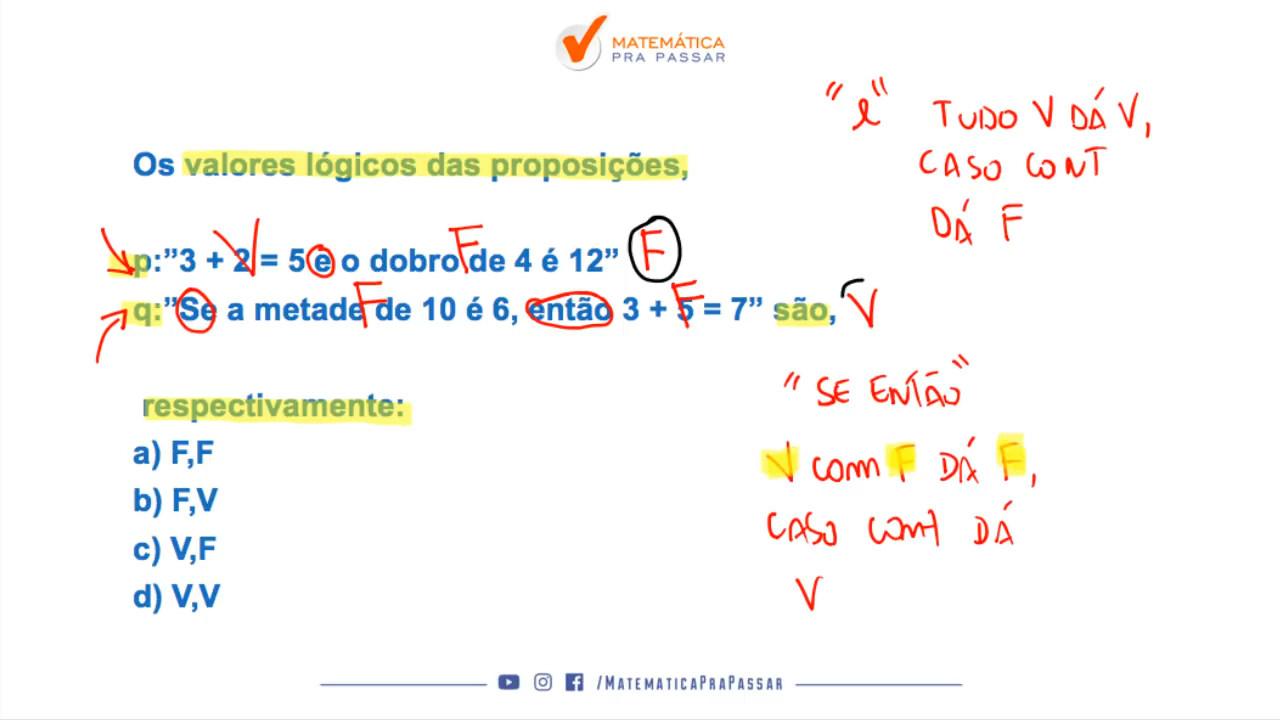 MATEMÁTICA
PRA PASSAR
"e" TUDO V DÁ V,
CASO CONT
DÁ F
Os valores lógicos das proposições,
V F
p:”3 + 2 = 5 e o dobro de 4 é 12” F
F F
q:”Se a metade de 10 é 6, então 3 + 5 = 7” são, V
"SE ENTÃO"
respectivamente:
V com F DÁ F,
CASO CONT DÁ
V
a) F,F
b) F,V
c) V,F
d) V,V
/MATEMATICAPRAPASSAR